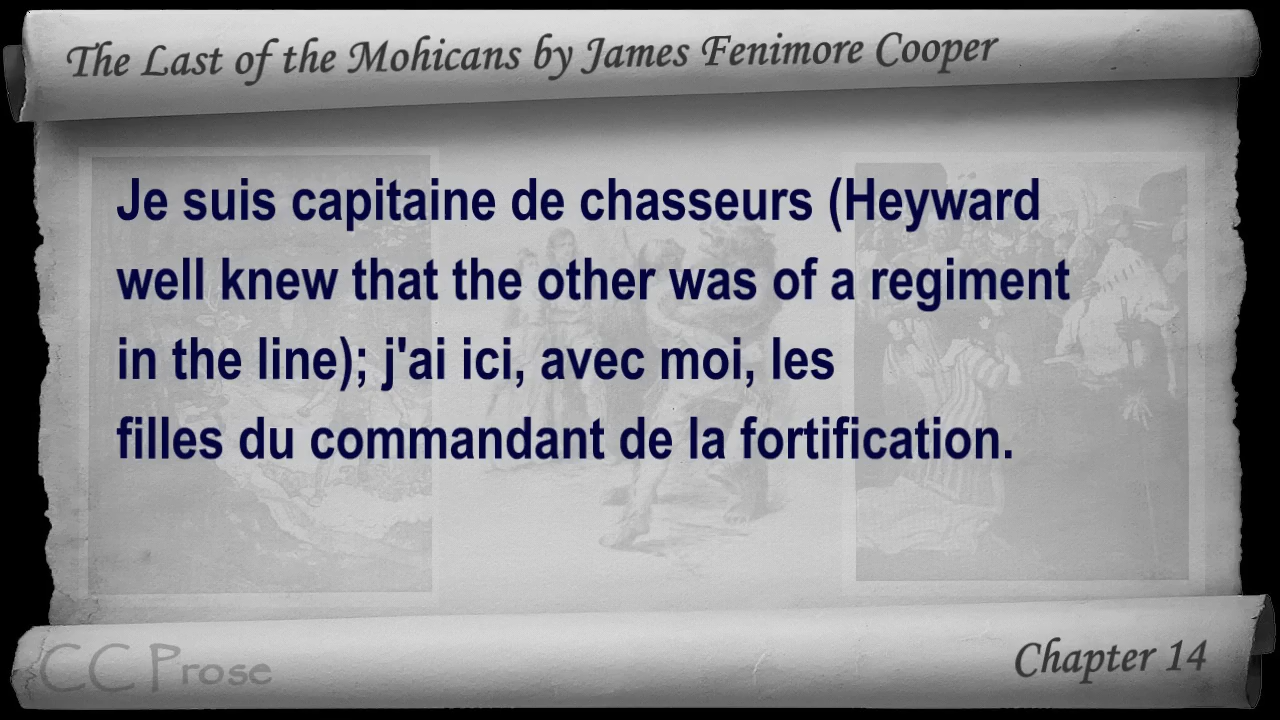 The Last of the Mohicans by James Fenimore Cooper
Je suis capitaine de chasseurs (Heyward
well knew that the other was of a regiment
in the line); j'ai ici, avec moi, les
filles du commandant de la fortification.
CC Prose
Chapter 14